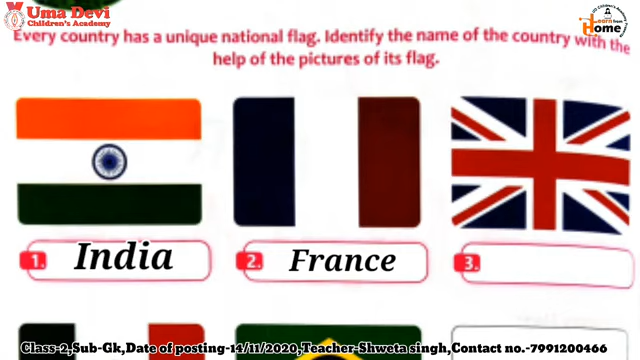 Uma Devi
Children's Academy
Learn from
Home
Every country has a unique national flag. Identify the name of the country with the
help of the pictures of its flag.
1. India
2. France
3.
Class-2,Sub-Gk,Date of posting-14/11/2020,Teacher-Shweta singh,Contact no.-7991200466